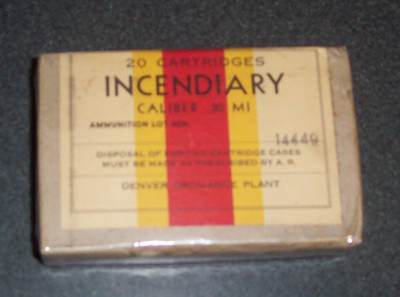 20 CARTRIDGES
INCENDIARY
CALIBER .30 M1
AMMUNITION LOT
14449
DISPOSAL OF EMPTIED CARTRIDGE CASES
MUST BE MADE AS PRESCRIBED BY A. R.
DENVER ORDNANCE PLANT